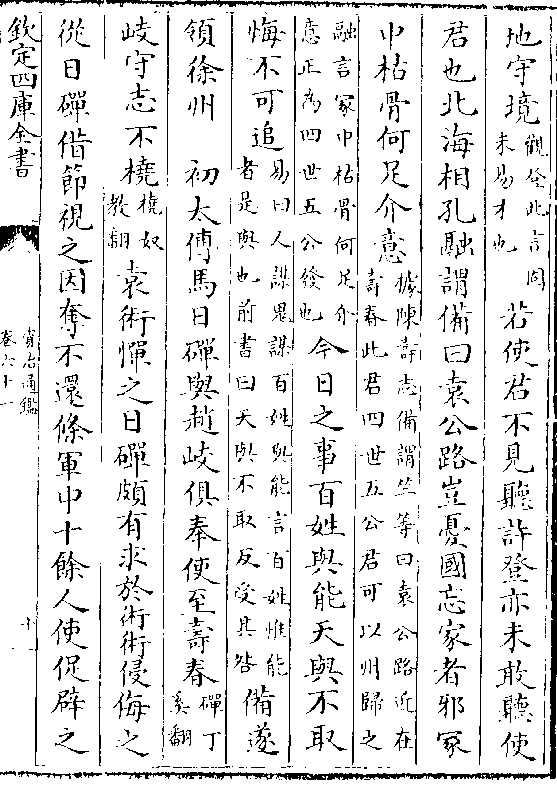 地守境觀登此言固未易才也若使君不見聽許登亦未敢聽使
君也北海相孔融謂備曰袁公路豈憂國忘家者邪冢
中枯骨何足介意據陳壽志備謂竺等曰袁公路近在壽春此君四世五公君可以州歸之
融言冢中枯骨何足介意正為四世五公發也今日之事百姓與能天與不取
悔不可追易曰人謀鬼謀百姓與能言百姓惟能者是與也前書曰天與不取反受其咎備遂
領徐州 初太傅馬日磾與趙岐俱奉使至壽春磾丁奚翻
岐守志不橈橈奴教翻袁術憚之日磾頗有求於術術侵侮之
從日磾借節視之因奪不還條軍中十餘人使促辟之
欽定四庫全書
資治通鑑
卷六十一
十